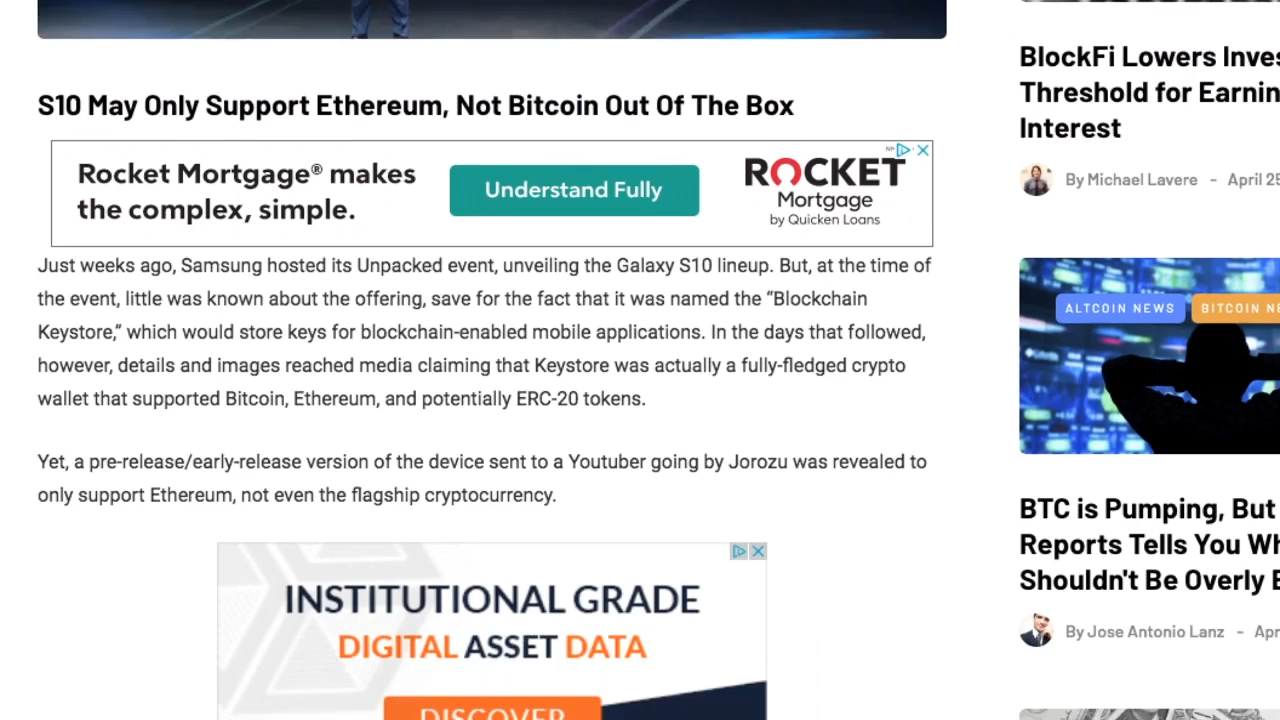 S10 May Only Support Ethereum, Not Bitcoin Out Of The Box
Rocket Mortgage® makes
the complex, simple.
Understand Fully
ROCKET
Mortgage
by Quicken Loans
Just weeks ago, Samsung hosted its Unpacked event, unveiling the Galaxy S10 lineup. But, at the time of
the event, little was known about the offering, save for the fact that it was named the “Blockchain
Keystore,” which would store keys for blockchain-enabled mobile applications. In the days that followed,
however, details and images reached media claiming that Keystore was actually a fully-fledged crypto
wallet that supported Bitcoin, Ethereum, and potentially ERC-20 tokens.
Yet, a pre-release/early-release version of the device sent to a Youtuber going by Jorozu was revealed to
only support Ethereum, not even the flagship cryptocurrency.
INSTITUTIONAL GRADE
DIGITAL ASSET DATA
DISCOVER
BlockFi Lowers Inves
Threshold for Earnin
Interest
By Michael Lavere - April 25
ALTCOIN NEWS
BITCOIN NE
BTC is Pumping, But
Reports Tells You Wh
Shouldn't Be Overly E
By Jose Antonio Lanz - Apr